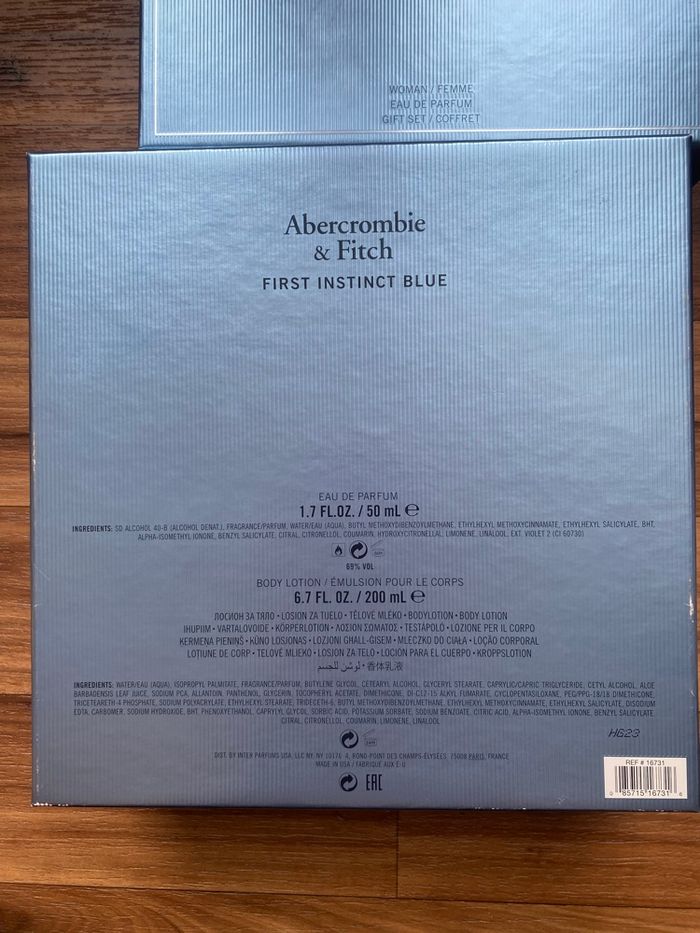 WOMAN / FEMME
EAU DE PARFUM
GIFT SET / COFFRET
Abercrombie
& Fitch
FIRST INSTINCT BLUE
EAU DE PARFUM
1.7 FL.OZ. / 50 mL ℮
INGREDIENTS: SD ALCOHOL 40-B (ALCOHOL DENAT.), FRAGRANCE/PARFUM, WATER/EAU (AQUA), BUTYL METHOXYDIBENZOYLMETHANE, ETHYLHEXYL METHOXYCINNAMATE, ETHYLHEXYL SALICYLATE, BHT,
ALPHA-ISOMETHYL IONONE, BENZYL SALICYLATE, CITRAL, CITRONELLOL, COUMARIN, HYDROXYCITRONELLAL, LIMONENE, LINALOOL, EXT. VIOLET 2 (CI 60730)
69% VOL
BODY LOTION / ÉMULSION POUR LE CORPS
6.7 FL. OZ. / 200 mL ℮
ЛОСИОН ЗА ТЯЛО • LOSION ZA TIJELO • TĚLOVÉ MLÉKO • BODYLOTION • BODY LOTION
IHUPIIM • VARTALOVOIDE • KÖRPERLOTION • ΛΟΣΙΟΝ ΣΩΜΑΤΟΣ • TESTÁPOLÓ • LOZIONE PER IL CORPO
ĶERMEŅA PIENIŅŠ • KŪNO LOSJONAS • LOZJONI GĦALL-ĠISEM • MLECZKO DO CIAŁA • LOÇÃO CORPORAL
LOȚIUNE DE CORP • TELOVÉ MLIEKO • LOSJON ZA TELO • LOCIÓN PARA EL CUERPO • KROPPSLOTION
لوشن للجسم • 香体乳液
INGREDIENTS: WATER/EAU (AQUA), ISOPROPYL PALMITATE, FRAGRANCE/PARFUM, BUTYLENE GLYCOL, CETEARYL ALCOHOL, GLYCERYL STEARATE, CAPRYLIC/CAPRIC TRIGLYCERIDE, CETYL ALCOHOL, ALOE
BARBADENSIS LEAF JUICE, SODIUM PCA, ALLANTOIN, PANTHENOL, GLYCERIN, TOCOPHERYL ACETATE, DIMETHICONE, DI-C12-15 ALKYL FUMARATE, CYCLOPENTASILOXANE, PEG/PPG-18/18 DIMETHICONE,
TRICETEARETH-4 PHOSPHATE, SODIUM POLYACRYLATE, ETHYLHEXYL STEARATE, TRIDECETH-6, BUTYL METHOXYDIBENZOYLMETHANE, ETHYLHEXYL METHOXYCINNAMATE, ETHYLHEXYL SALICYLATE, DISODIUM
EDTA, CARBOMER, SODIUM HYDROXIDE, BHT, PHENOXYETHANOL, CAPRYLYL GLYCOL, SORBIC ACID, POTASSIUM SORBATE, SODIUM BENZOATE, CITRIC ACID, ALPHA-ISOMETHYL IONONE, BENZYL SALICYLATE,
CITRAL, CITRONELLOL, COUMARIN, LIMONENE, LINALOOL
HG23
DIST. BY INTER PARFUMS USA, LLC NY, NY 10176 4, ROND-POINT DES CHAMPS-ELYSEES 75008 PARIS, FRANCE
MADE IN USA / FABRIQUÉ AUX É-U
EAC
REF # 16731
0 85715 16731 6